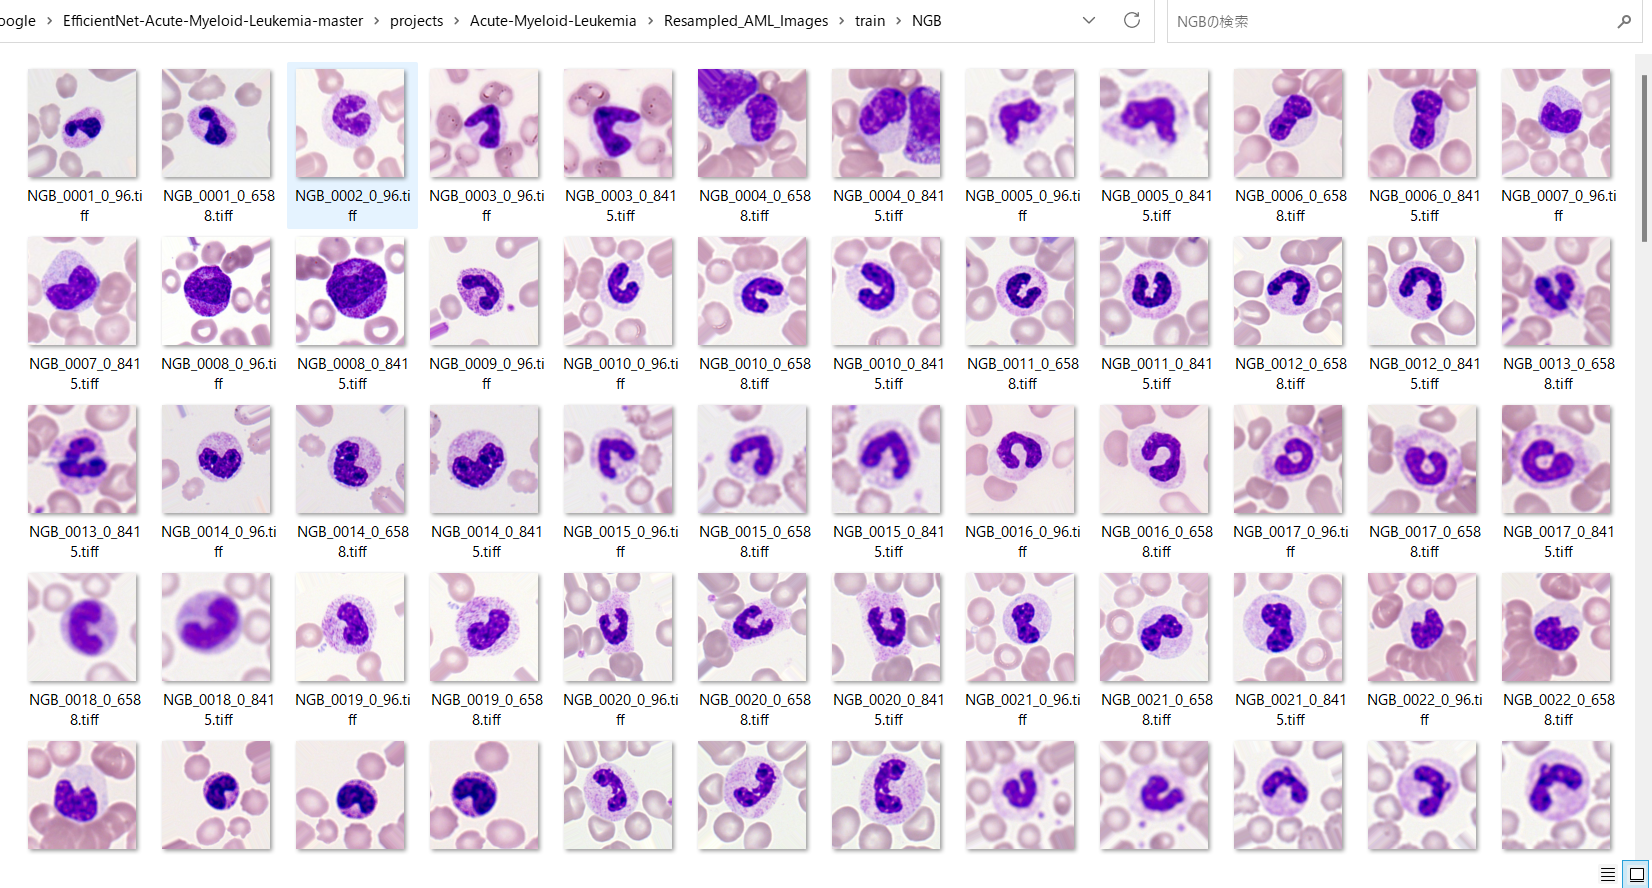 oogle > EfficientNet-Acute-Myeloid-Leukemia-master > projects > Acute-Myeloid-Leukemia > Resampled_AML_Images > train > NGB
NGBの検索
NGB_0001_0_96.ti
ff
NGB_0001_0_658
8.tiff
NGB_0002_0_96.ti
ff
NGB_0003_0_96.ti
ff
NGB_0003_0_841
5.tiff
NGB_0004_0_658
8.tiff
NGB_0004_0_841
5.tiff
NGB_0005_0_96.ti
ff
NGB_0005_0_841
5.tiff
NGB_0006_0_658
8.tiff
NGB_0006_0_841
5.tiff
NGB_0007_0_96.ti
ff
NGB_0007_0_841
5.tiff
NGB_0008_0_96.ti
ff
NGB_0008_0_841
5.tiff
NGB_0009_0_96.ti
ff
NGB_0010_0_96.ti
ff
NGB_0010_0_658
8.tiff
NGB_0010_0_841
5.tiff
NGB_0011_0_658
8.tiff
NGB_0011_0_841
5.tiff
NGB_0012_0_658
8.tiff
NGB_0012_0_841
5.tiff
NGB_0013_0_658
8.tiff
NGB_0013_0_841
5.tiff
NGB_0014_0_96.ti
ff
NGB_0014_0_658
8.tiff
NGB_0014_0_841
5.tiff
NGB_0015_0_96.ti
ff
NGB_0015_0_658
8.tiff
NGB_0015_0_841
5.tiff
NGB_0016_0_96.ti
ff
NGB_0016_0_658
8.tiff
NGB_0017_0_96.ti
ff
NGB_0017_0_658
8.tiff
NGB_0017_0_841
5.tiff
NGB_0018_0_658
8.tiff
NGB_0018_0_841
5.tiff
NGB_0019_0_96.ti
ff
NGB_0019_0_658
8.tiff
NGB_0020_0_96.ti
ff
NGB_0020_0_658
8.tiff
NGB_0020_0_841
5.tiff
NGB_0021_0_96.ti
ff
NGB_0021_0_658
8.tiff
NGB_0021_0_841
5.tiff
NGB_0022_0_96.ti
ff
NGB_0022_0_658
8.tiff